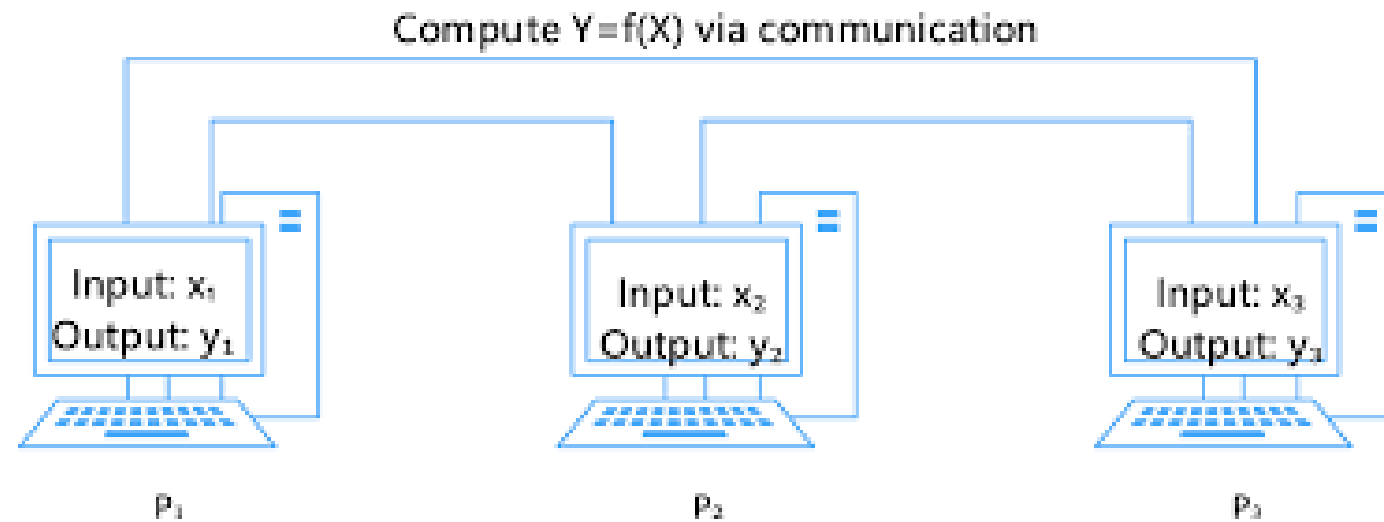 Compute Y=f(X) via communication
Input: x₁
Output: y₁
Input: x₂
Output: y₂
Input: x₃
Output: y₃
P₁
P₂
P₃